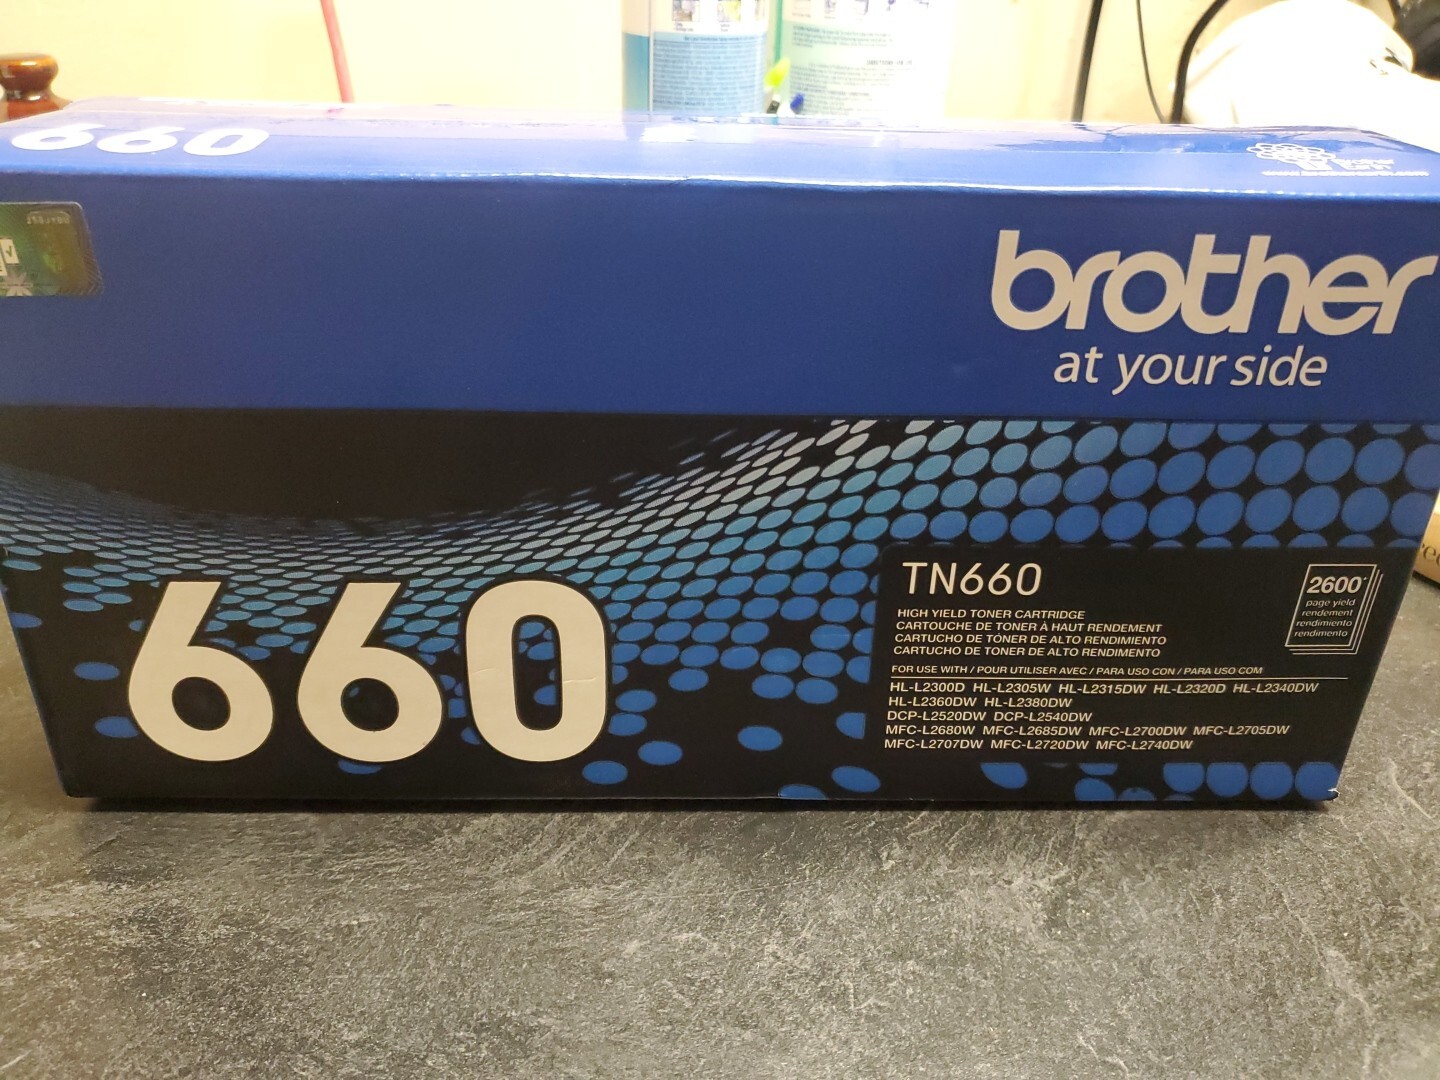 660
brother
at your side
660
TN660
HIGH YIELD TONER CARTRIDGE
CARTOUCHE DE TONER À HAUT RENDEMENT
CARTUCHO DE TÓNER DE ALTO RENDIMIENTO
CARTUCHO DE TONER DE ALTO RENDIMENTO
2600*
page yield
rendement
rendimiento
rendimento
FOR USE WITH / POUR UTILISER AVEC / PARA USO CON / PARA USO COM
HL-L2300D HL-L2305W HL-L2315DW HL-L2320D HL-L2340DW
HL-L2360DW HL-L2380DW
DCP-L2520DW DCP-L2540DW
MFC-L2680W MFC-L2685DW MFC-L2700DW MFC-L2705DW
MFC-L2707DW MFC-L2720DW MFC-L2740DW